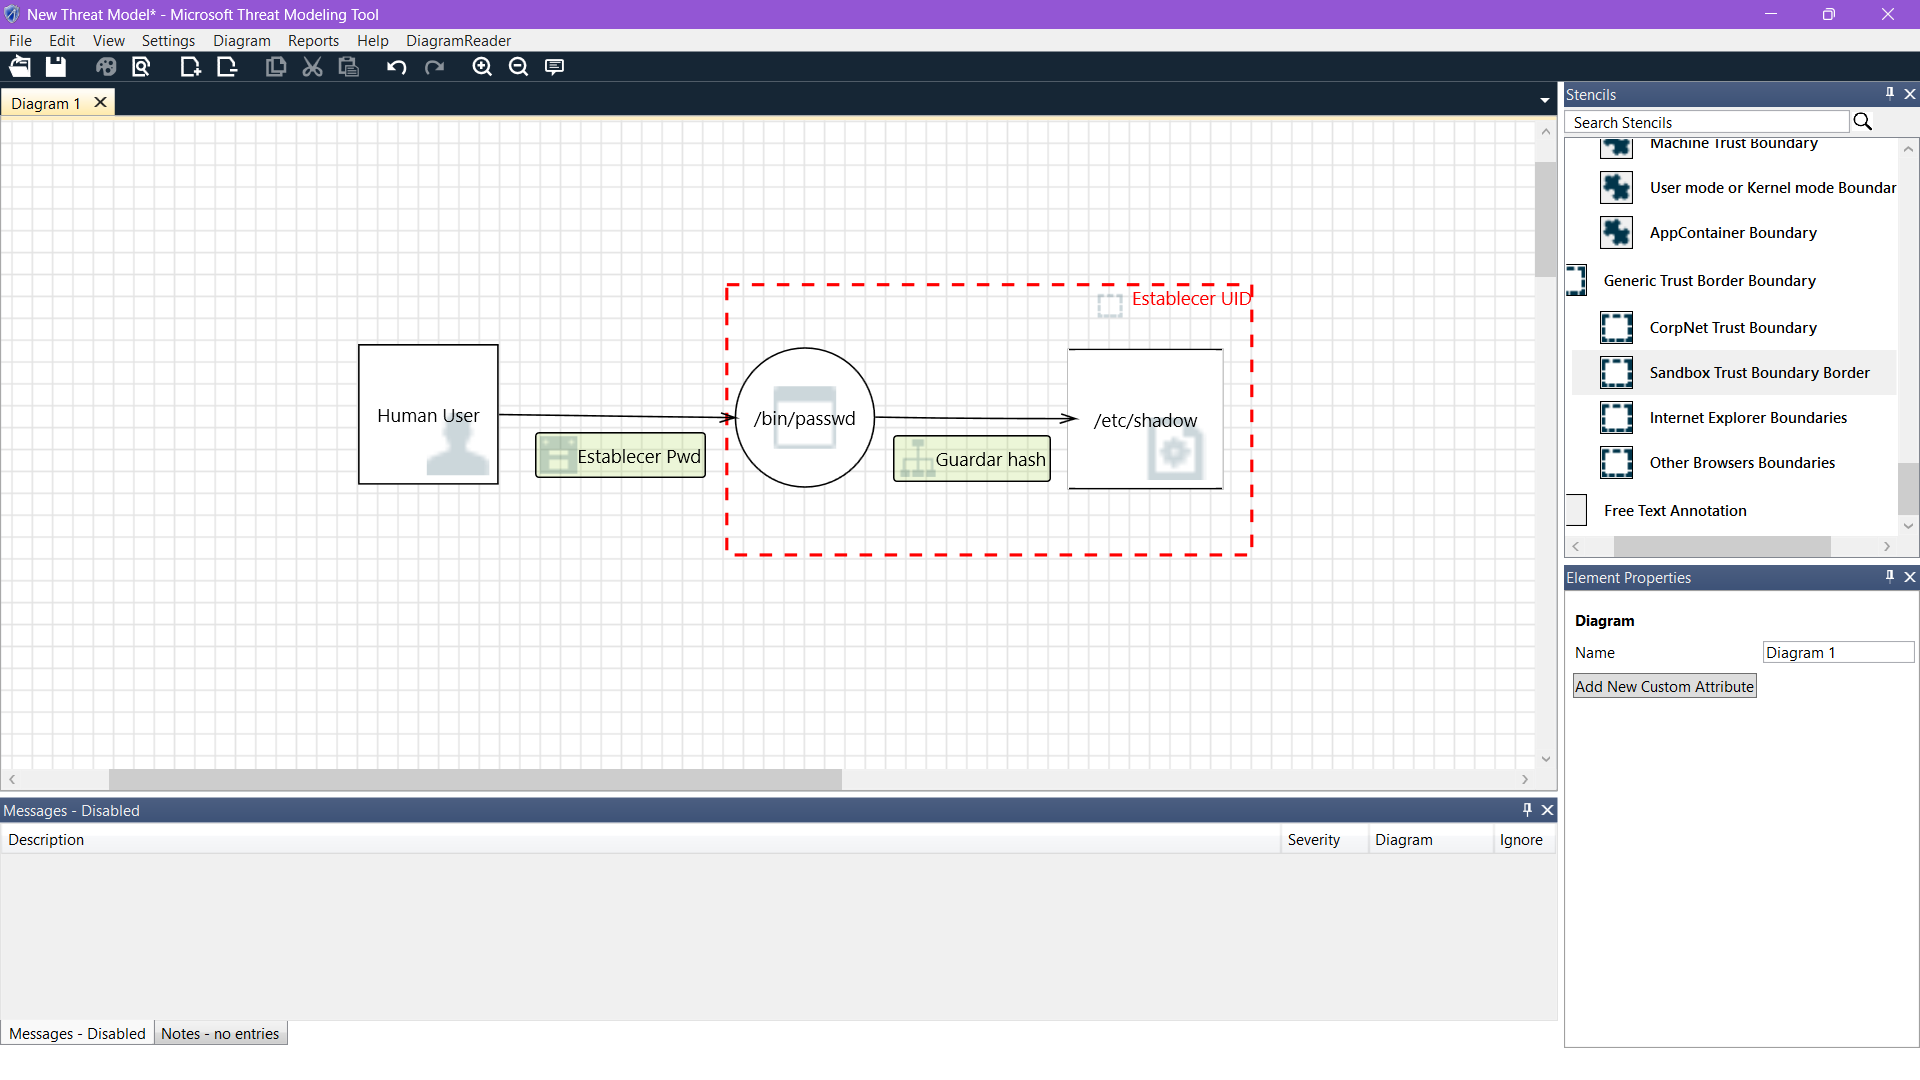 New Threat Model* - Microsoft Threat Modeling Tool
File Edit View Settings Diagram Reports Help DiagramReader
Diagram 1
Stencils
Search Stencils
Machine Trust Boundary
User mode or Kernel mode Boundar
AppContainer Boundary
Generic Trust Border Boundary
CorpNet Trust Boundary
Sandbox Trust Boundary Border
Internet Explorer Boundaries
Other Browsers Boundaries
Free Text Annotation
Establecer UID
Human User
/bin/passwd
/etc/shadow
Establecer Pwd
Guardar hash
Element Properties
Diagram
Name Diagram 1
Add New Custom Attribute
Messages - Disabled
Description Severity Diagram Ignore
Messages - Disabled Notes - no entries